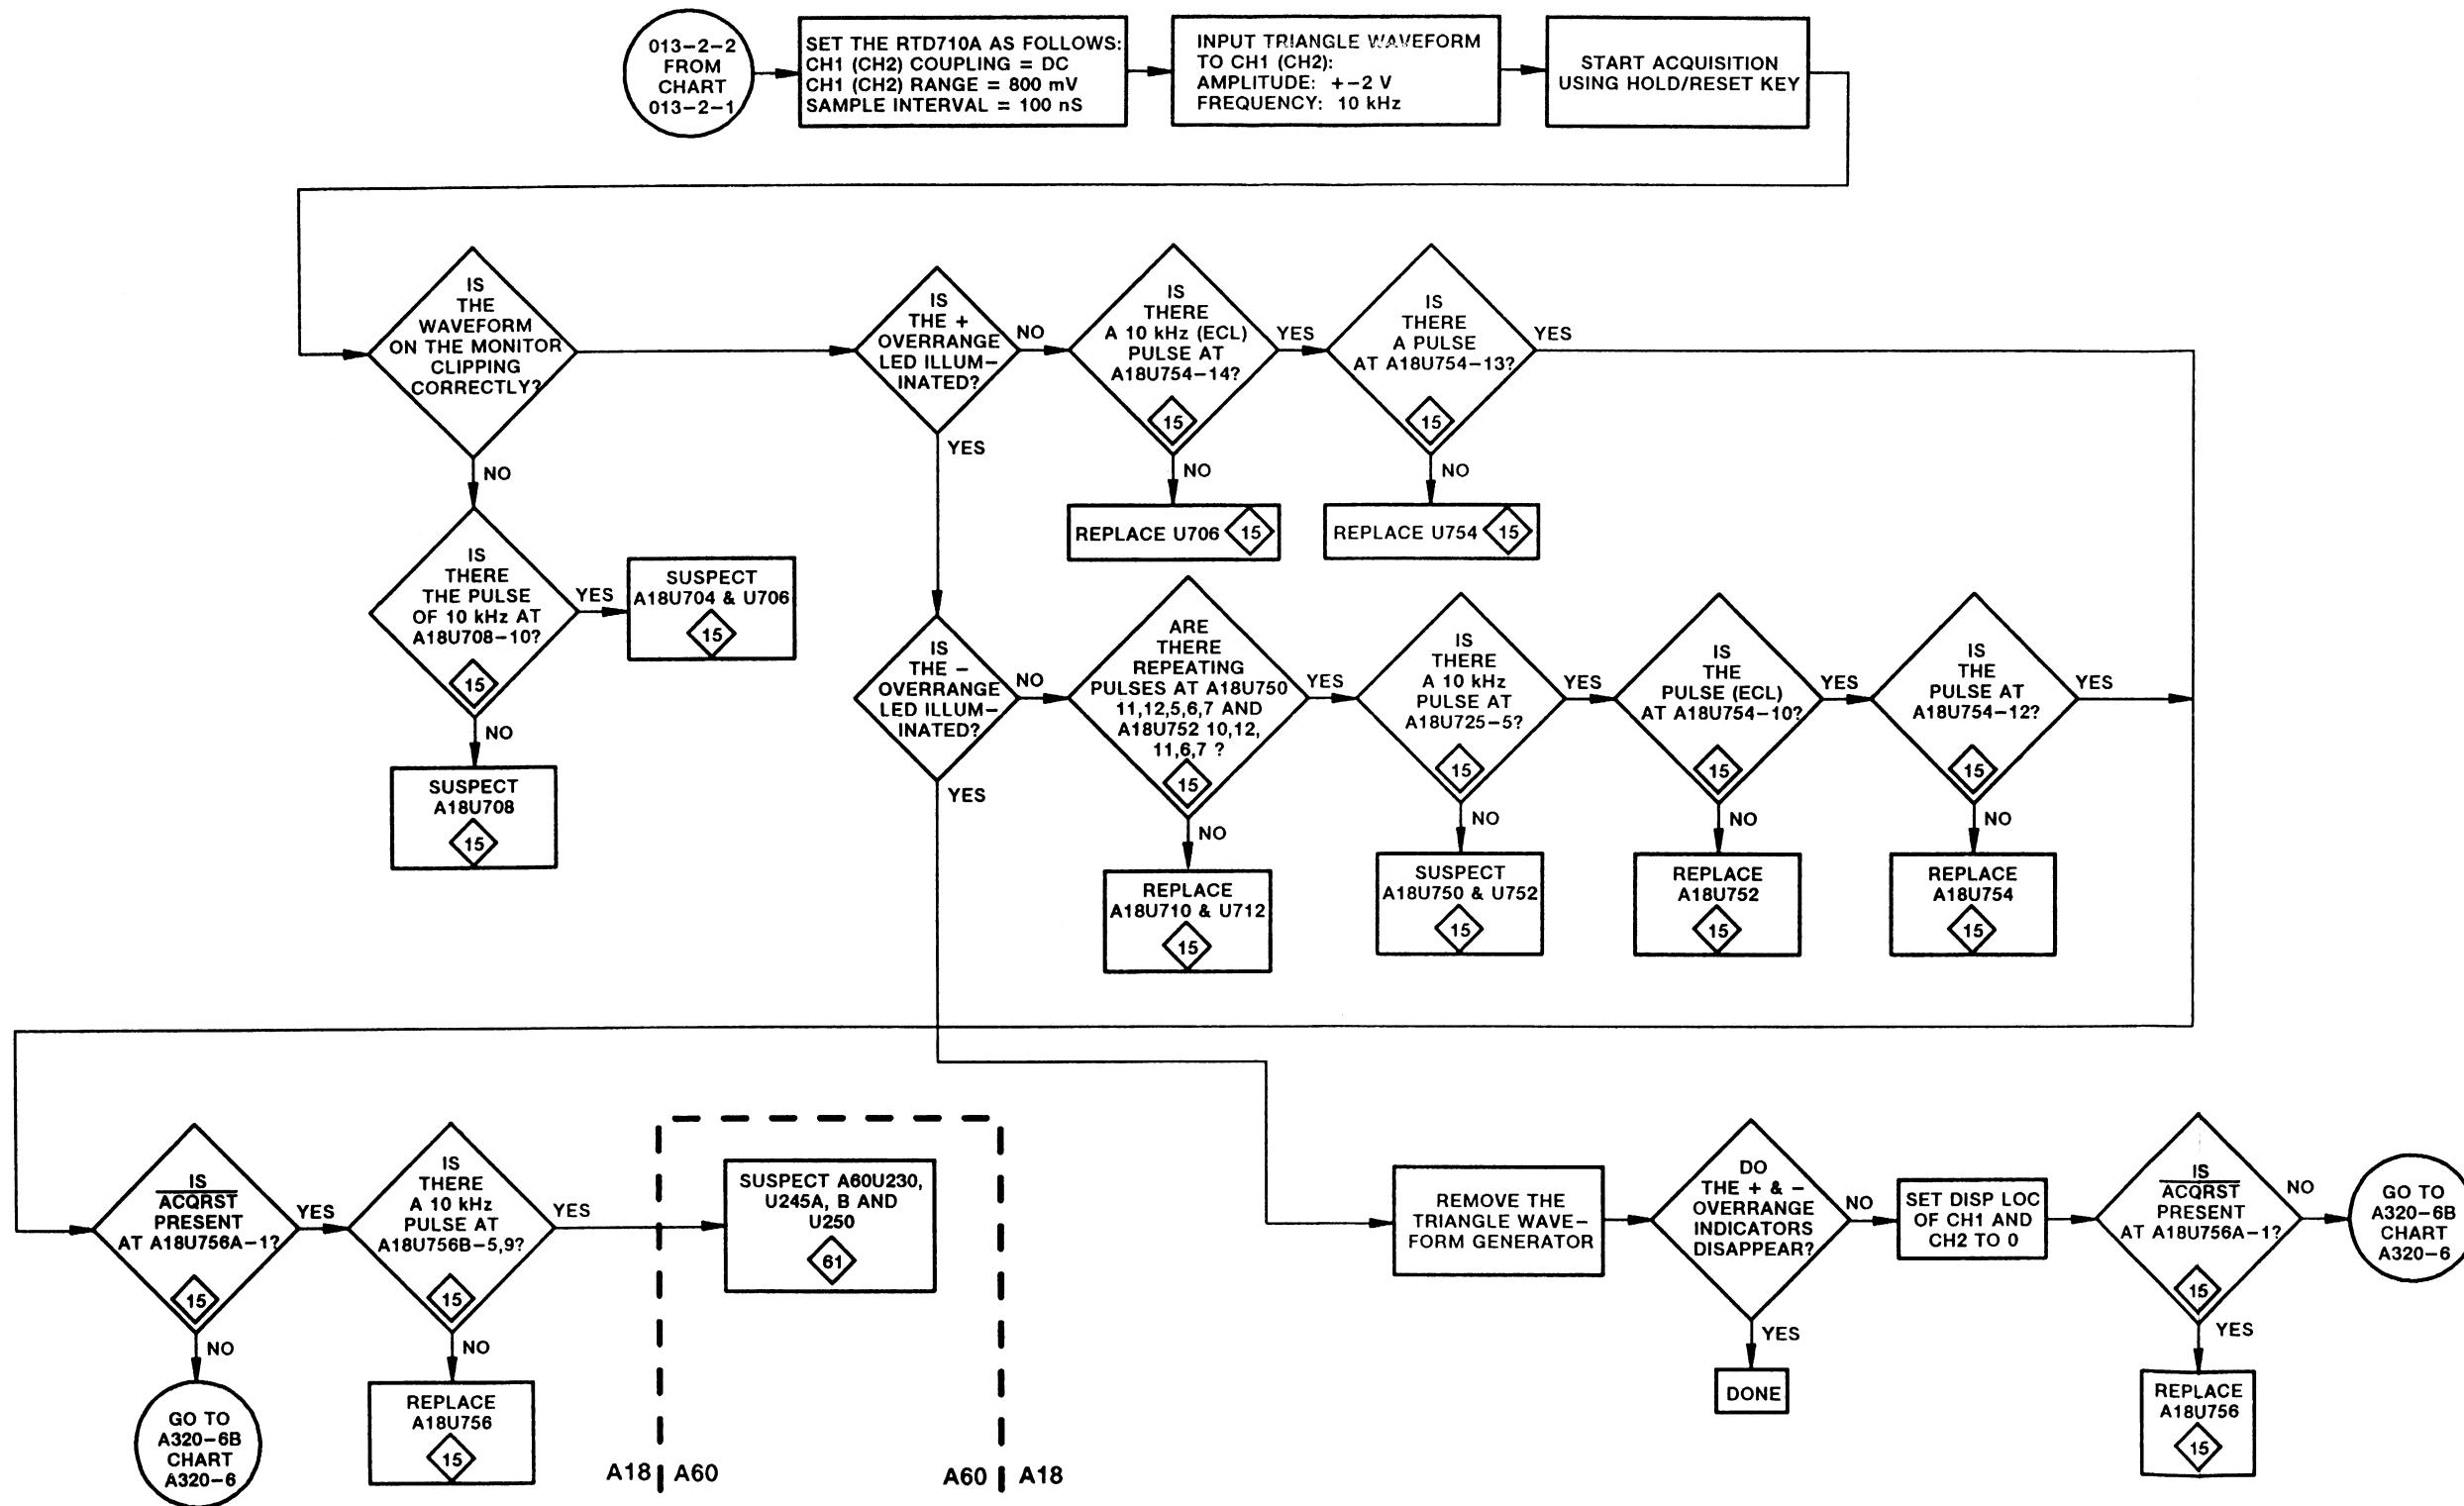 013-2-2
FROM
CHART
013-2-1
SET THE RTD710A AS FOLLOWS:
CH1 (CH2) COUPLING = DC
CH1 (CH2) RANGE = 800 mV
SAMPLE INTERVAL = 100 nS
INPUT TRIANGLE WAVEFORM
TO CH1 (CH2):
AMPLITUDE: +-2 V
FREQUENCY: 10 kHz
START ACQUISITION
USING HOLD/RESET KEY
IS
THE
WAVEFORM
ON THE MONITOR
CLIPPING
CORRECTLY?
NO
IS
THE +
OVERRANGE
LED ILLUM-
INATED?
NO
YES
IS
THERE
A 10 kHz (ECL)
PULSE AT
A18U754-14?
15
YES
NO
IS
THERE
A PULSE
AT A18U754-13?
15
YES
NO
REPLACE U706 15
REPLACE U754 15
IS
THERE
THE PULSE
OF 10 kHz AT
A18U708-10?
15
YES
NO
SUSPECT
A18U704 & U706
15
SUSPECT
A18U708
15
IS
THE -
OVERRANGE
LED ILLUM-
INATED?
NO
YES
ARE
THERE
REPEATING
PULSES AT A18U750
11,12,5,6,7 AND
A18U752 10,12,
11,6,7 ?
15
YES
NO
IS
THERE
A 10 kHz
PULSE AT
A18U725-5?
15
YES
NO
IS
THE
PULSE (ECL)
AT A18U754-10?
15
YES
NO
IS
THE
PULSE AT
A18U754-12?
15
YES
NO
REPLACE
A18U710 & U712
15
SUSPECT
A18U750 & U752
15
REPLACE
A18U752
15
REPLACE
A18U754
15
IS
ACQRST
PRESENT
AT A18U756A-1?
15
YES
NO
IS
THERE
A 10 kHz
PULSE AT
A18U756B-5,9?
15
YES
NO
SUSPECT A60U230,
U245A, B AND
U250
61
GO TO
A320-6B
CHART
A320-6
REPLACE
A18U756
15
A18 A60
A60 A18
REMOVE THE
TRIANGLE WAVE-
FORM GENERATOR
DO
THE + & -
OVERRANGE
INDICATORS
DISAPPEAR?
NO
YES
DONE
SET DISP LOC
OF CH1 AND
CH2 TO 0
IS
ACQRST
PRESENT
AT A18U756A-1?
15
NO
YES
GO TO
A320-6B
CHART
A320-6
REPLACE
A18U756
15